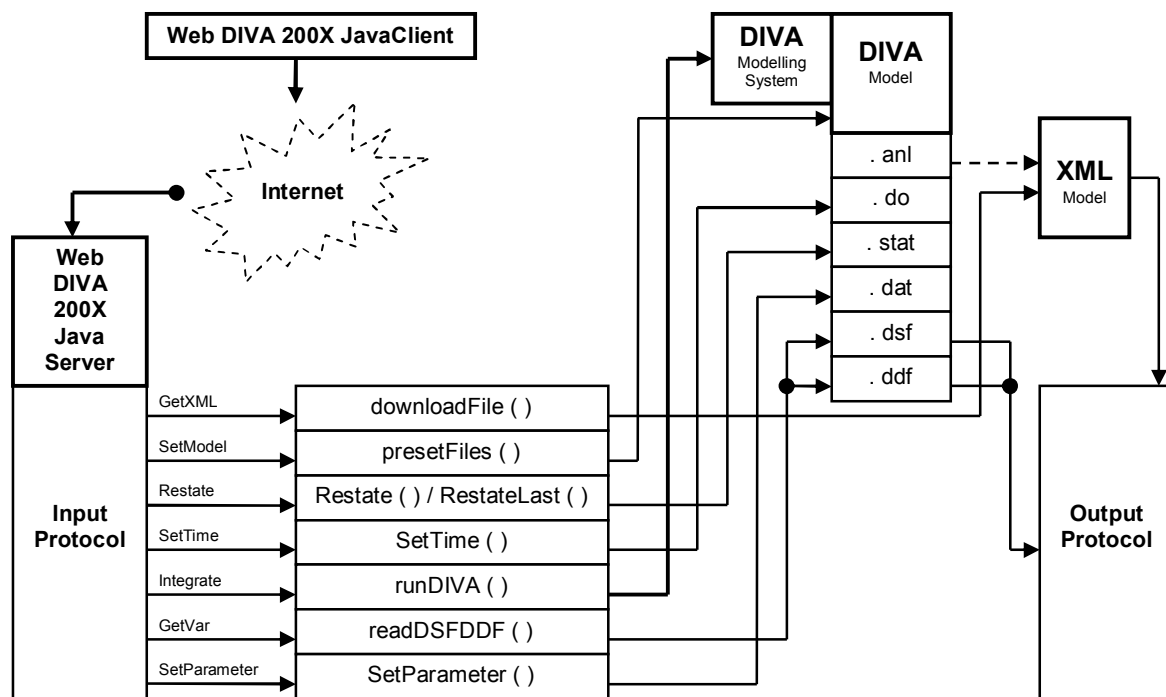 Web DIVA 200X JavaClient
Internet
Web
DIVA
200X
Java
Server
Input
Protocol
GetXML
SetModel
Restate
SetTime
Integrate
GetVar
SetParameter
downloadFile ( )
presetFiles ( )
Restate ( ) / RestateLast ( )
SetTime ( )
runDIVA ( )
readDSFDDF ( )
SetParameter ( )
DIVA
Modelling
System
DIVA
Model
. anl
. do
. stat
. dat
. dsf
. ddf
XML
Model
Output
Protocol